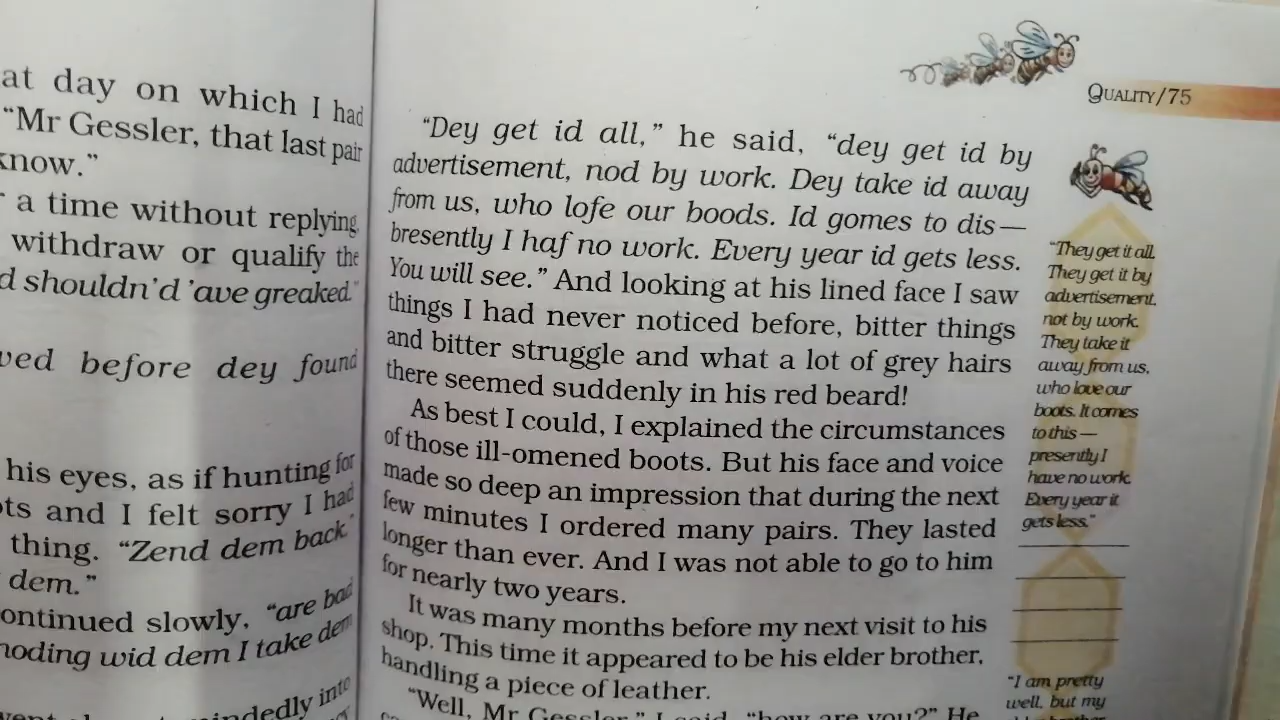 at day on which I had
"Mr Gessler, that last pair
know."
a time without replying,
withdraw or qualify the
d shouldn'd 'ave greaked."
ved before dey found
his eyes, as if hunting for
ts and I felt sorry I had
thing. "Zend dem back"
dem."
ontinued slowly, "are bad
noding wid dem I take dem
mindedly into
QUALITY/75
"Dey get id all," he said, "dey get id by
advertisement, nod by work. Dey take id away
from us, who lofe our boods. Id gomes to dis—
bresently I haf no work. Every year id gets less.
You will see." And looking at his lined face I saw
things I had never noticed before, bitter things
and bitter struggle and what a lot of grey hairs
there seemed suddenly in his red beard!
As best I could, I explained the circumstances
of those ill-omened boots. But his face and voice
made so deep an impression that during the next
few minutes I ordered many pairs. They lasted
longer than ever. And I was not able to go to him
for nearly two years.
It was many months before my next visit to his
shop. This time it appeared to be his elder brother,
handling a piece of leather.
"Well, Mr Gessler," I said, "how are you?" He
"They get it all.
They get it by
advertisement,
not by work.
They take it
away from us,
who love our
boots. It comes
to this—
presently I
have no work.
Every year it
gets less."
"I am pretty
well, but my